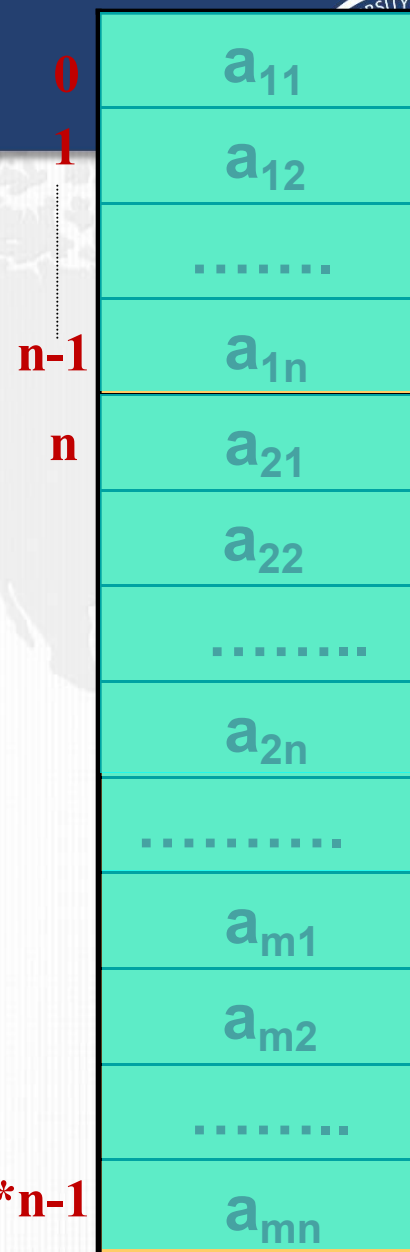 0 a₁₁
1 a₁₂
.......
n-1 a₁ₙ
n a₂₁
a₂₂
........
a₂ₙ
..........
aₘ₁
aₘ₂
........
*n-1 aₘₙ